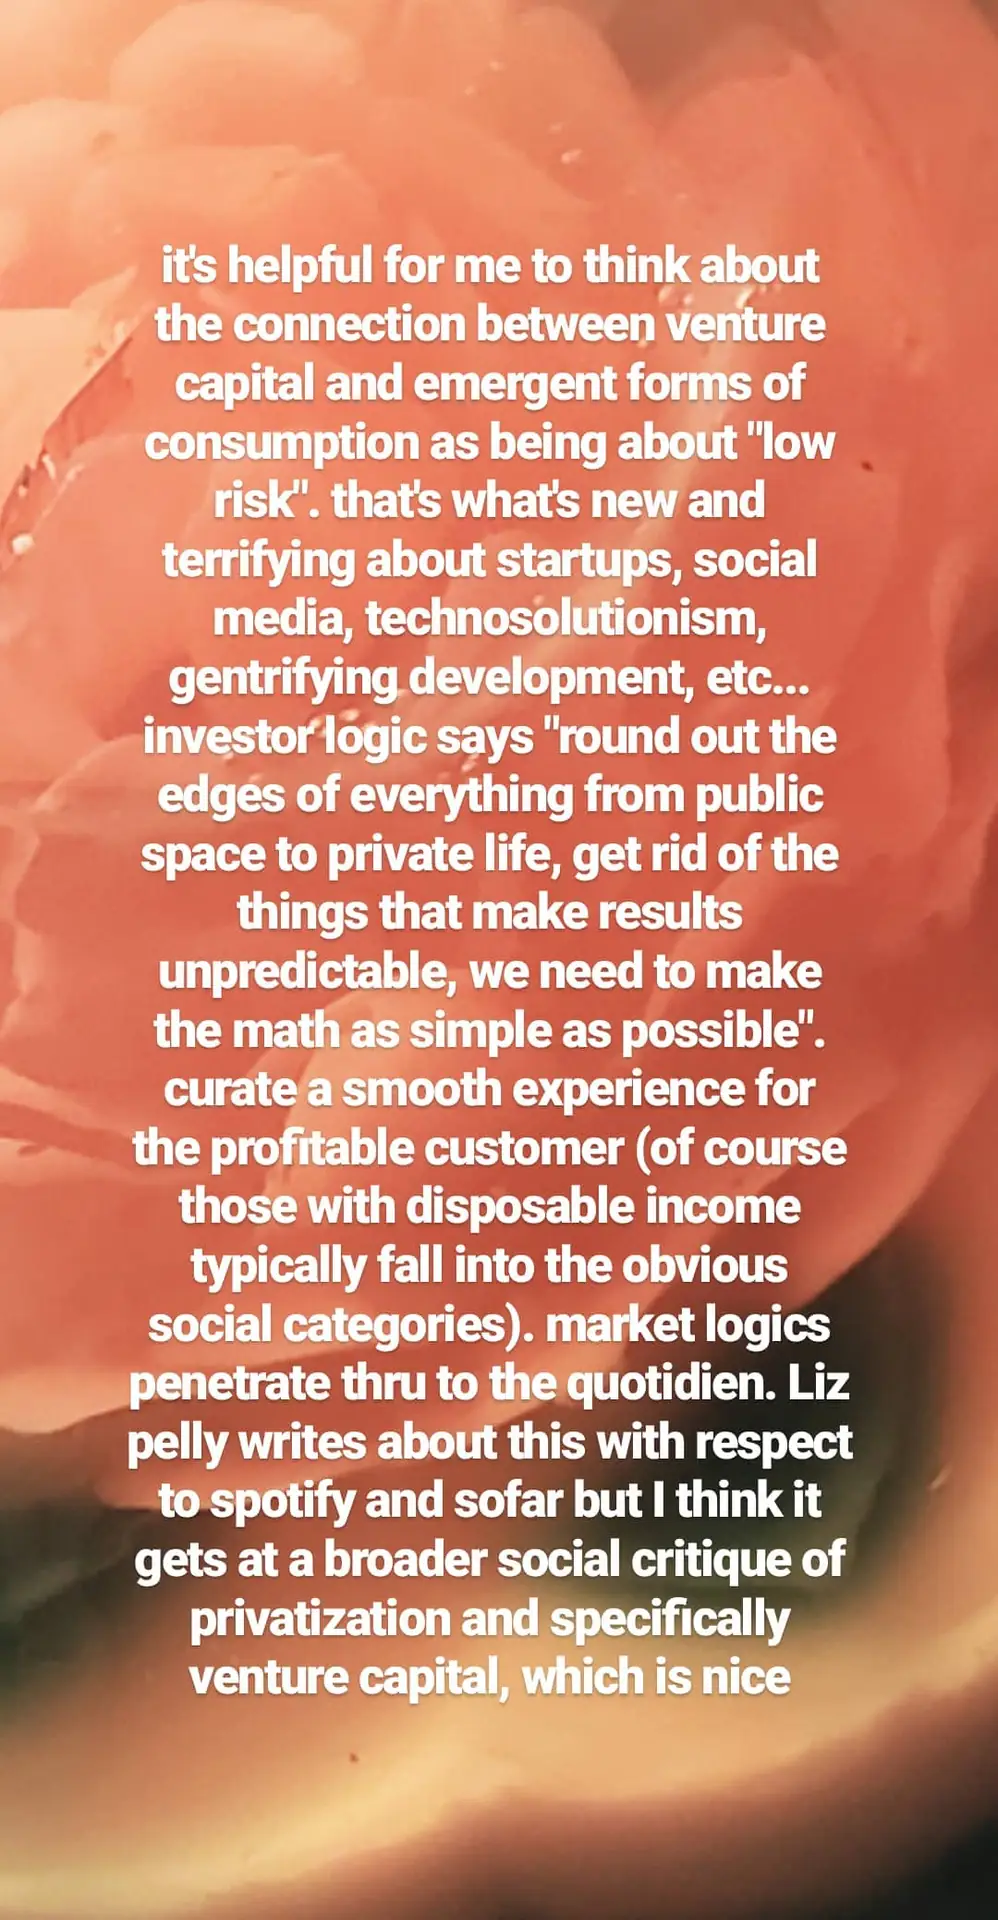 it's helpful for me to think about
the connection between venture
capital and emergent forms of
consumption as being about "low
risk". that's what's new and
terrifying about startups, social
media, technosolutionism,
gentrifying development, etc...
investor logic says "round out the
edges of everything from public
space to private life, get rid of the
things that make results
unpredictable, we need to make
the math as simple as possible".
curate a smooth experience for
the profitable customer (of course
those with disposable income
typically fall into the obvious
social categories). market logics
penetrate thru to the quotidien. Liz
pelly writes about this with respect
to spotify and sofar but I think it
gets at a broader social critique of
privatization and specifically
venture capital, which is nice